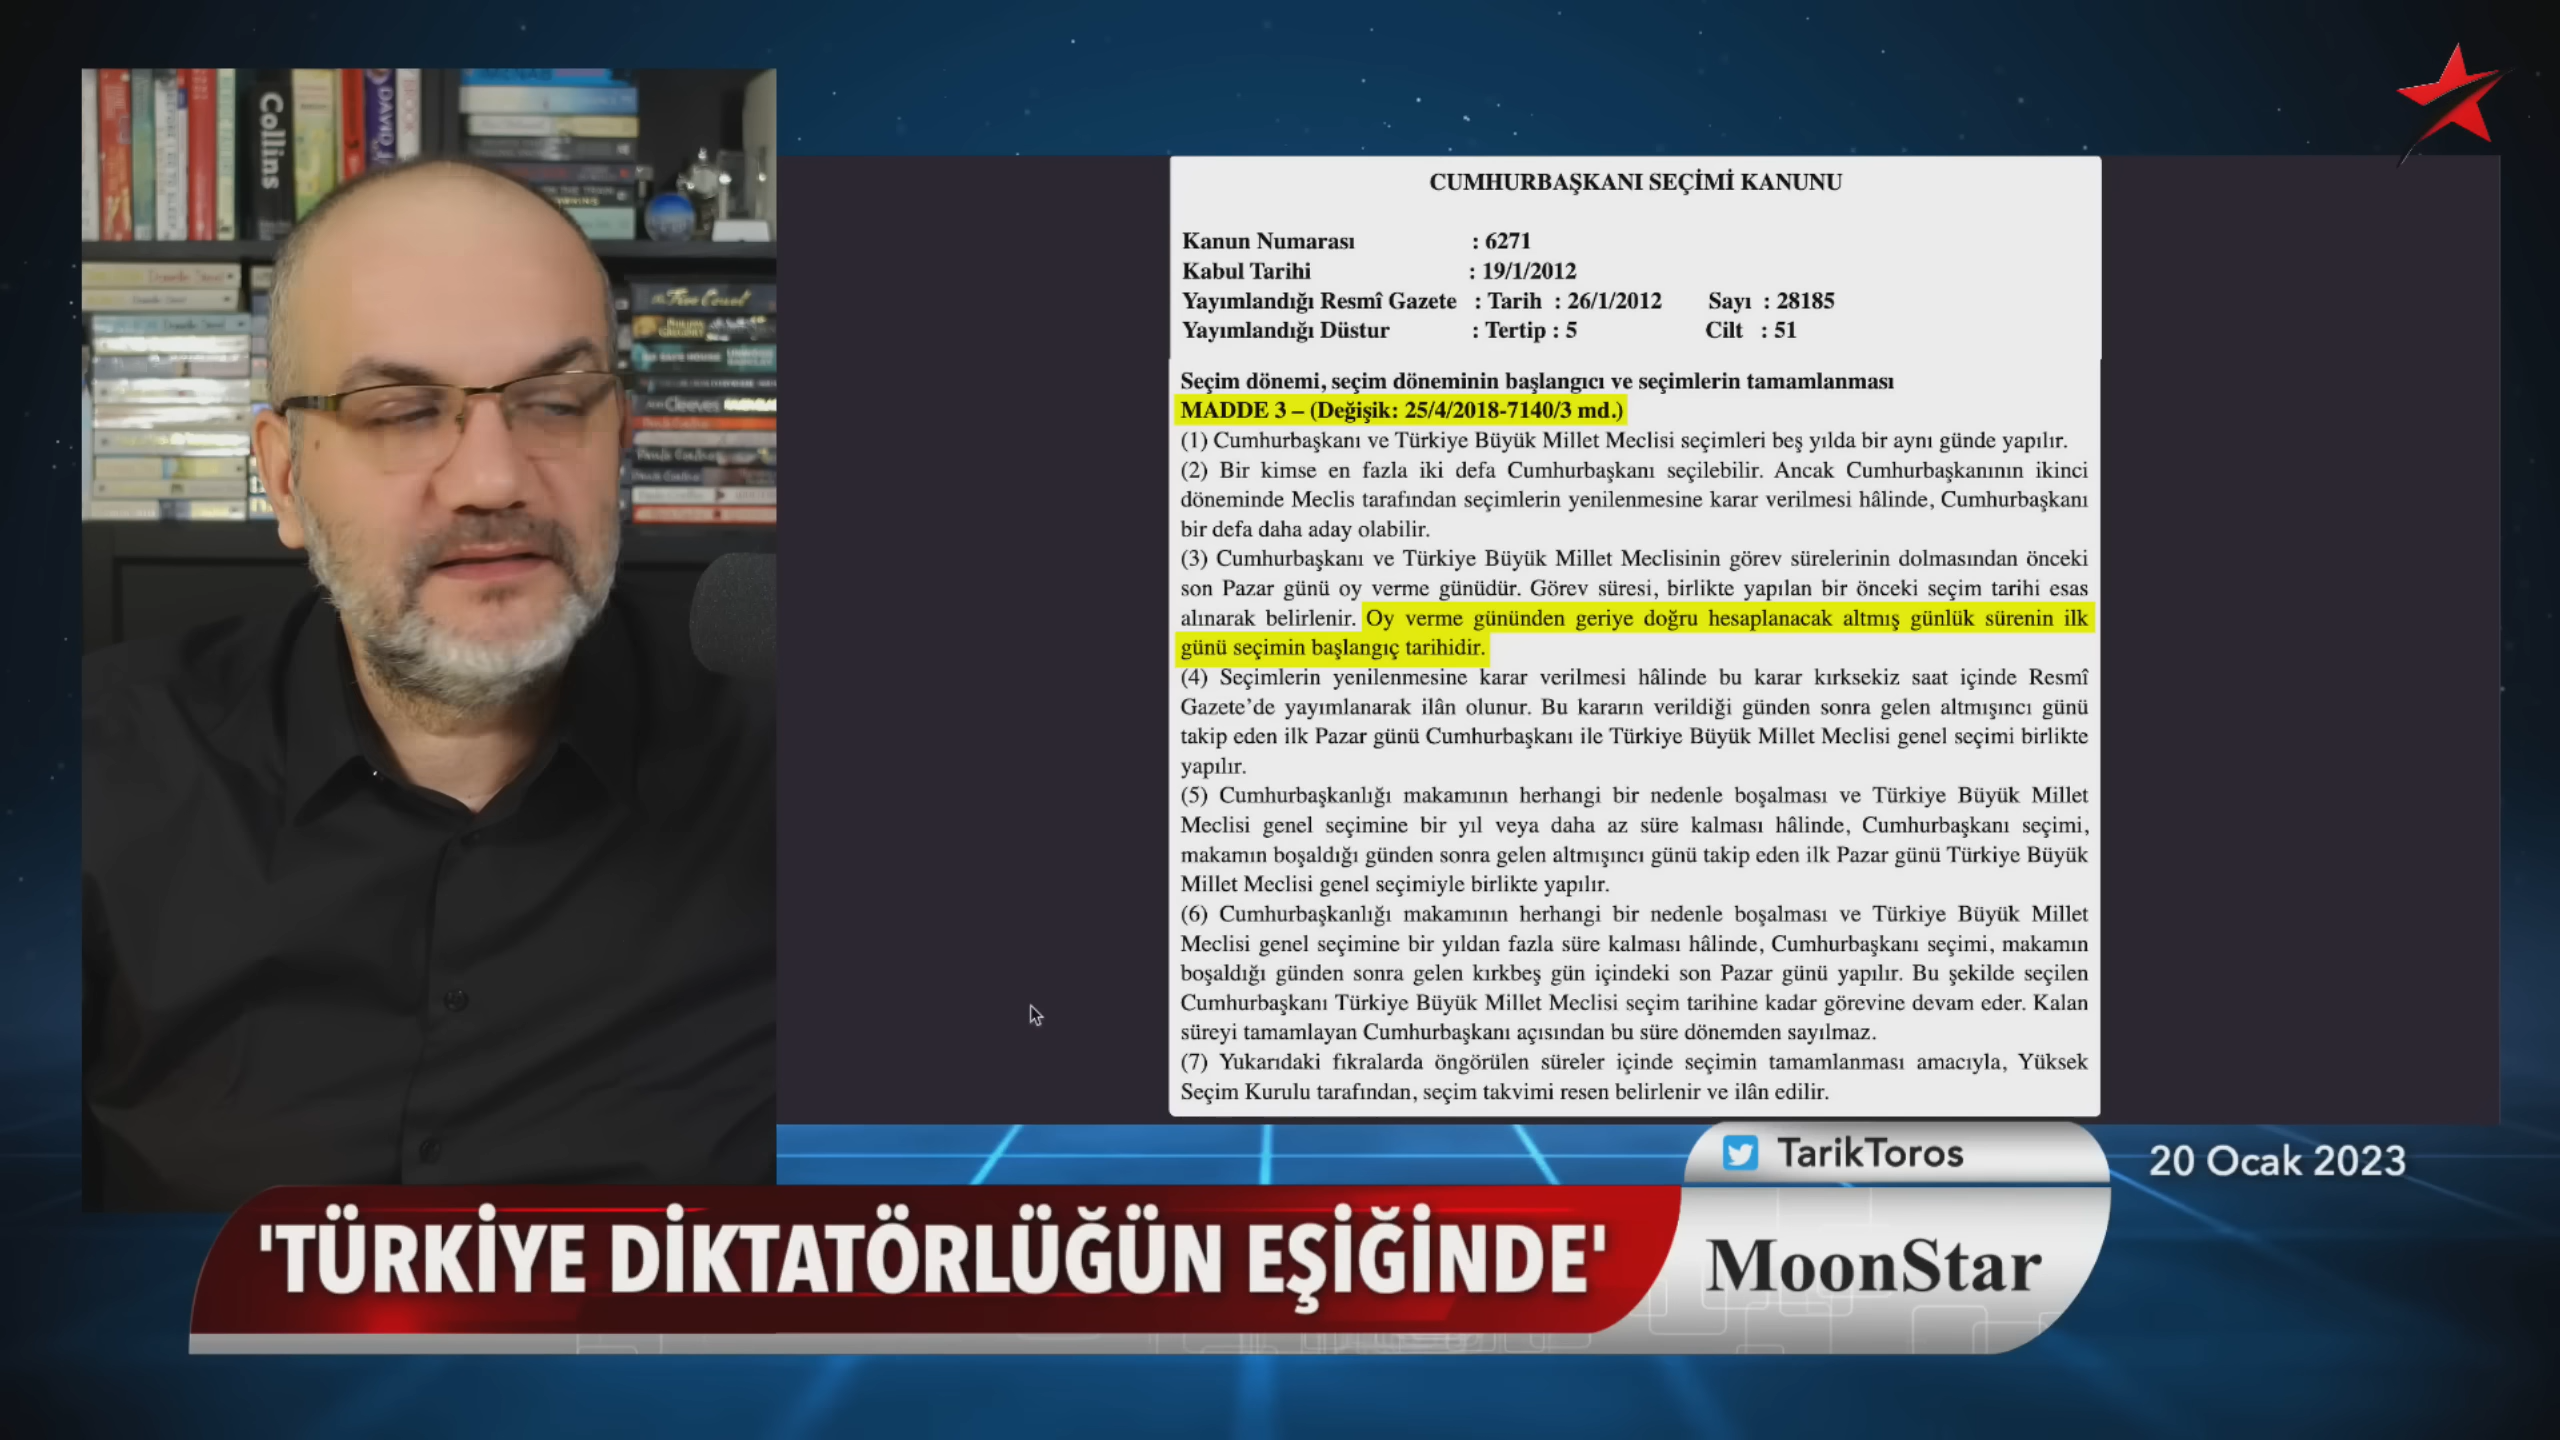 Collins
DAVID
CUMHURBAŞKANI SEÇİMİ KANUNU
Kanun Numarası : 6271
Kabul Tarihi : 19/1/2012
Yayımlandığı Resmî Gazete : Tarih : 26/1/2012 Sayı : 28185
Yayımlandığı Düstur : Tertip : 5 Cilt : 51
Seçim dönemi, seçim döneminin başlangıcı ve seçimlerin tamamlanması
MADDE 3 – (Değişik: 25/4/2018-7140/3 md.)
(1) Cumhurbaşkanı ve Türkiye Büyük Millet Meclisi seçimleri beş yılda bir aynı günde yapılır.
(2) Bir kimse en fazla iki defa Cumhurbaşkanı seçilebilir. Ancak Cumhurbaşkanının ikinci
döneminde Meclis tarafından seçimlerin yenilenmesine karar verilmesi hâlinde, Cumhurbaşkanı
bir defa daha aday olabilir.
(3) Cumhurbaşkanı ve Türkiye Büyük Millet Meclisinin görev sürelerinin dolmasından önceki
son Pazar günü oy verme günüdür. Görev süresi, birlikte yapılan bir önceki seçim tarihi esas
alınarak belirlenir. Oy verme gününden geriye doğru hesaplanacak altmış günlük sürenin ilk
günü seçimin başlangıç tarihidir.
(4) Seçimlerin yenilenmesine karar verilmesi hâlinde bu karar kırksekiz saat içinde Resmî
Gazete’de yayımlanarak ilân olunur. Bu kararın verildiği günden sonra gelen altmışıncı günü
takip eden ilk Pazar günü Cumhurbaşkanı ile Türkiye Büyük Millet Meclisi genel seçimi birlikte
yapılır.
(5) Cumhurbaşkanlığı makamının herhangi bir nedenle boşalması ve Türkiye Büyük Millet
Meclisi genel seçimine bir yıl veya daha az süre kalması hâlinde, Cumhurbaşkanı seçimi,
makamın boşaldığı günden sonra gelen altmışıncı günü takip eden ilk Pazar günü Türkiye Büyük
Millet Meclisi genel seçimiyle birlikte yapılır.
(6) Cumhurbaşkanlığı makamının herhangi bir nedenle boşalması ve Türkiye Büyük Millet
Meclisi genel seçimine bir yıldan fazla süre kalması hâlinde, Cumhurbaşkanı seçimi, makamın
boşaldığı günden sonra gelen kırkbeş gün içindeki son Pazar günü yapılır. Bu şekilde seçilen
Cumhurbaşkanı Türkiye Büyük Millet Meclisi seçim tarihine kadar görevine devam eder. Kalan
süreyi tamamlayan Cumhurbaşkanı açısından bu süre dönemden sayılmaz.
(7) Yukarıdaki fıkralarda öngörülen süreler içinde seçimin tamamlanması amacıyla, Yüksek
Seçim Kurulu tarafından, seçim takvimi resen belirlenir ve ilân edilir.
TarikToros
20 Ocak 2023
'TÜRKİYE DİKTATÖRLÜĞÜN EŞİĞİNDE'
MoonStar